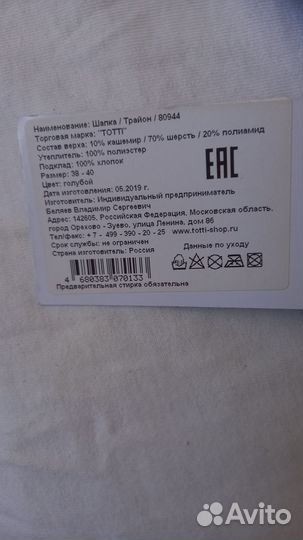 Наименование: Шапка / Трайон / 80944
Торговая марка: "TOTTI"
Состав верха: 10% кашемир / 70% шерсть / 20% полиамид
Утеплитель: 100% полиэстер
Подклад: 100% хлопок
Размер: 38 - 40
Цвет: голубой
Дата изготовления: 05.2019 г.
Изготовитель: Индивидуальный предприниматель
Беляев Владимир Сергеевич
Адрес: 142605, Российская Федерация, Московская область,
город Орехово - Зуево, улица Ленина, дом.86
Тел/факс: + 7 - 499 - 390 - 20 - 25 www.totti-shop.ru
Срок службы: не ограничен
Страна изготовитель: Россия
Данные по уходу
EAC
4 680383 070133
Предварительная стирка обязательна
Avito